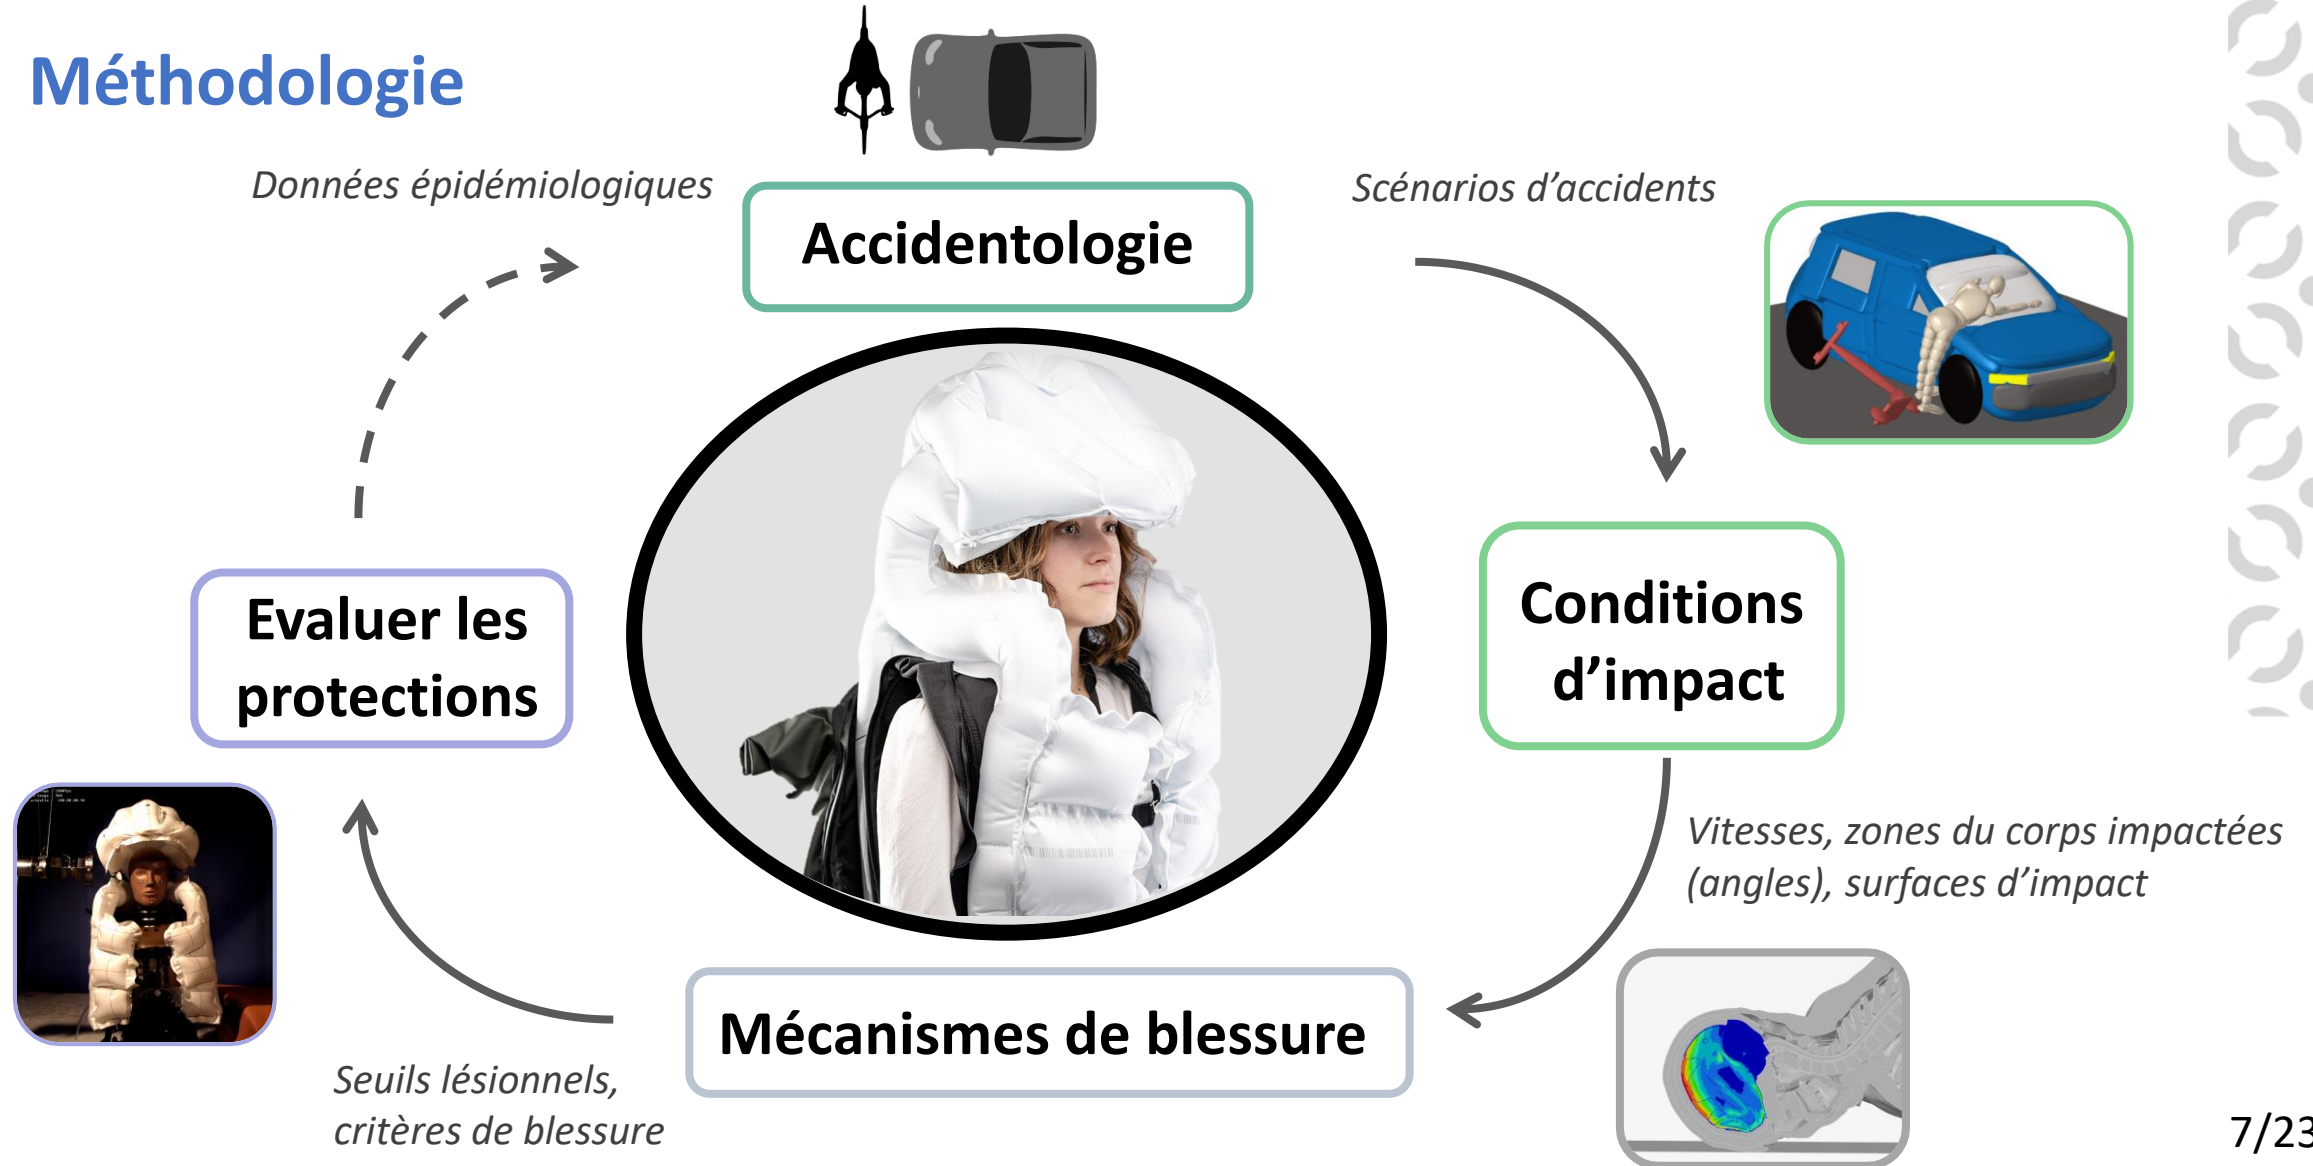 Méthodologie
Données épidémiologiques
Scénarios d’accidents
Accidentologie
Evaluer les
protections
Conditions
d’impact
Vitesses, zones du corps impactées
(angles), surfaces d’impact
Mécanismes de blessure
Seuils lésionnels,
critères de blessure
7/23